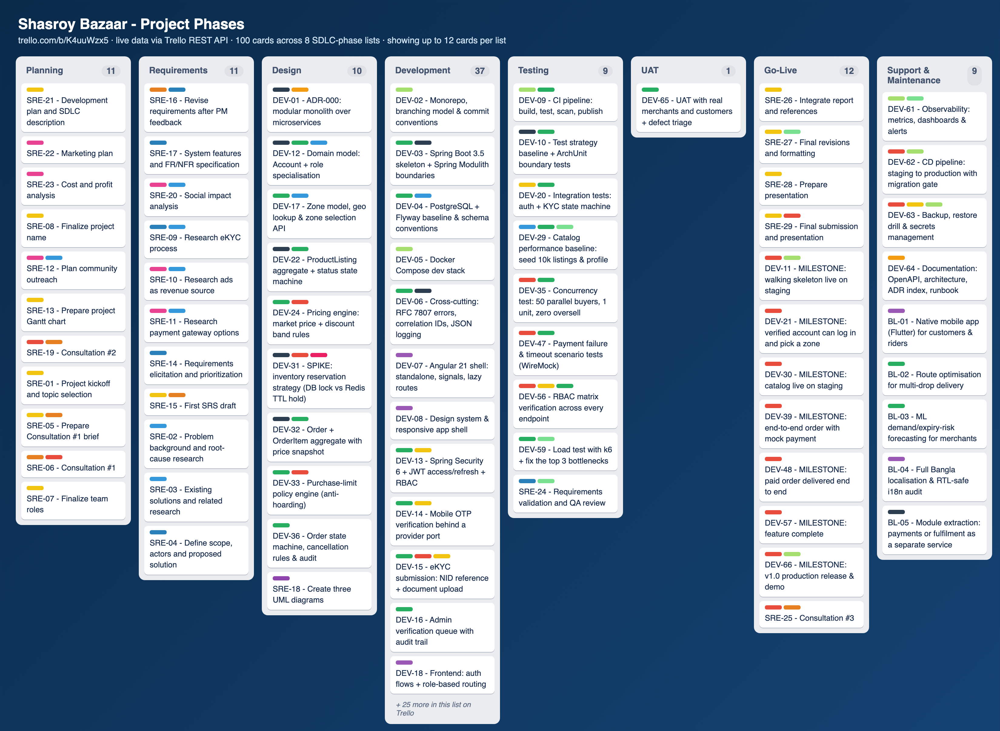 Shasroy Bazaar - Project Phases
trello.com/b/K4uuWzx5 · live data via Trello REST API · 100 cards across 8 SDLC-phase lists · showing up to 12 cards per list
Planning
11
SRE-21 - Development
plan and SDLC
description
SRE-22 - Marketing plan
SRE-23 - Cost and profit
analysis
SRE-08 - Finalize project
name
SRE-12 - Plan community
outreach
SRE-13 - Prepare project
Gantt chart
SRE-19 - Consultation #2
SRE-01 - Project kickoff
and topic selection
SRE-05 - Prepare
Consultation #1 brief
SRE-06 - Consultation #1
SRE-07 - Finalize team
roles
Requirements
11
SRE-16 - Revise
requirements after PM
feedback
SRE-17 - System features
and FR/NFR specification
SRE-20 - Social impact
analysis
SRE-09 - Research eKYC
process
SRE-10 - Research ads
as revenue source
SRE-11 - Research
payment gateway options
SRE-14 - Requirements
elicitation and prioritization
SRE-15 - First SRS draft
SRE-02 - Problem
background and root-
cause research
SRE-03 - Existing
solutions and related
research
SRE-04 - Define scope,
actors and proposed
solution
Design
10
DEV-01 - ADR-000:
modular monolith over
microservices
DEV-12 - Domain model:
Account + role
specialisation
DEV-17 - Zone model, geo
lookup & zone selection
API
DEV-22 - ProductListing
aggregate + status state
machine
DEV-24 - Pricing engine:
market price + discount
band rules
DEV-31 - SPIKE:
inventory reservation
strategy (DB lock vs Redis
TTL hold)
DEV-32 - Order +
OrderItem aggregate with
price snapshot
DEV-33 - Purchase-limit
policy engine (anti-
hoarding)
DEV-36 - Order state
machine, cancellation
rules & audit
SRE-18 - Create three
UML diagrams
Development
37
DEV-02 - Monorepo,
branching model & commit
conventions
DEV-03 - Spring Boot 3.5
skeleton + Spring Modulith
boundaries
DEV-04 - PostgreSQL +
Flyway baseline & schema
conventions
DEV-05 - Docker
Compose dev stack
DEV-06 - Cross-cutting:
RFC 7807 errors,
correlation IDs, JSON
logging
DEV-07 - Angular 21 shell:
standalone, signals, lazy
routes
DEV-08 - Design system &
responsive app shell
DEV-13 - Spring Security
6 + JWT access/refresh +
RBAC
DEV-14 - Mobile OTP
verification behind a
provider port
DEV-15 - eKYC
submission: NID reference
+ document upload
DEV-16 - Admin
verification queue with
audit trail
DEV-18 - Frontend: auth
flows + role-based routing
+ 25 more in this list on
Trello
Testing
9
DEV-09 - CI pipeline:
build, test, scan, publish
DEV-10 - Test strategy
baseline + ArchUnit
boundary tests
DEV-20 - Integration tests:
auth + KYC state machine
DEV-29 - Catalog
performance baseline:
seed 10k listings & profile
DEV-35 - Concurrency
test: 50 parallel buyers, 1
unit, zero oversell
DEV-47 - Payment failure
& timeout scenario tests
(WireMock)
DEV-56 - RBAC matrix
verification across every
endpoint
DEV-59 - Load test with k6
+ fix the top 3 bottlenecks
SRE-24 - Requirements
validation and QA review
UAT
1
DEV-65 - UAT with real
merchants and customers
+ defect triage
Go-Live
12
SRE-26 - Integrate report
and references
SRE-27 - Final revisions
and formatting
SRE-28 - Prepare
presentation
SRE-29 - Final submission
and presentation
DEV-11 - MILESTONE:
walking skeleton live on
staging
DEV-21 - MILESTONE:
verified account can log in
and pick a zone
DEV-30 - MILESTONE:
catalog live on staging
DEV-39 - MILESTONE:
end-to-end order with
mock payment
DEV-48 - MILESTONE:
paid order delivered end
to end
DEV-57 - MILESTONE:
feature complete
DEV-66 - MILESTONE:
v1.0 production release &
demo
SRE-25 - Consultation #3
Support &
Maintenance
9
DEV-61 - Observability:
metrics, dashboards &
alerts
DEV-62 - CD pipeline:
staging to production with
migration gate
DEV-63 - Backup, restore
drill & secrets
management
DEV-64 - Documentation:
OpenAPI, architecture,
ADR index, runbook
BL-01 - Native mobile app
(Flutter) for customers &
riders
BL-02 - Route optimisation
for multi-drop delivery
BL-03 - ML
demand/expiry-risk
forecasting for merchants
BL-04 - Full Bangla
localisation & RTL-safe
i18n audit
BL-05 - Module extraction:
payments or fulfilment as
a separate service